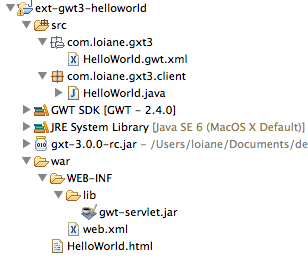 ext-gwt3-helloworld
src
com.loiane.gxt3
HelloWorld.gwt.xml
com.loiane.gxt3.client
HelloWorld.java
GWT SDK [GWT - 2.4.0]
JRE System Library [Java SE 6 (MacOS X Default)]
gxt-3.0.0-rc.jar - /Users/loiane/Documents/de
war
WEB-INF
lib
gwt-servlet.jar
web.xml
HelloWorld.html